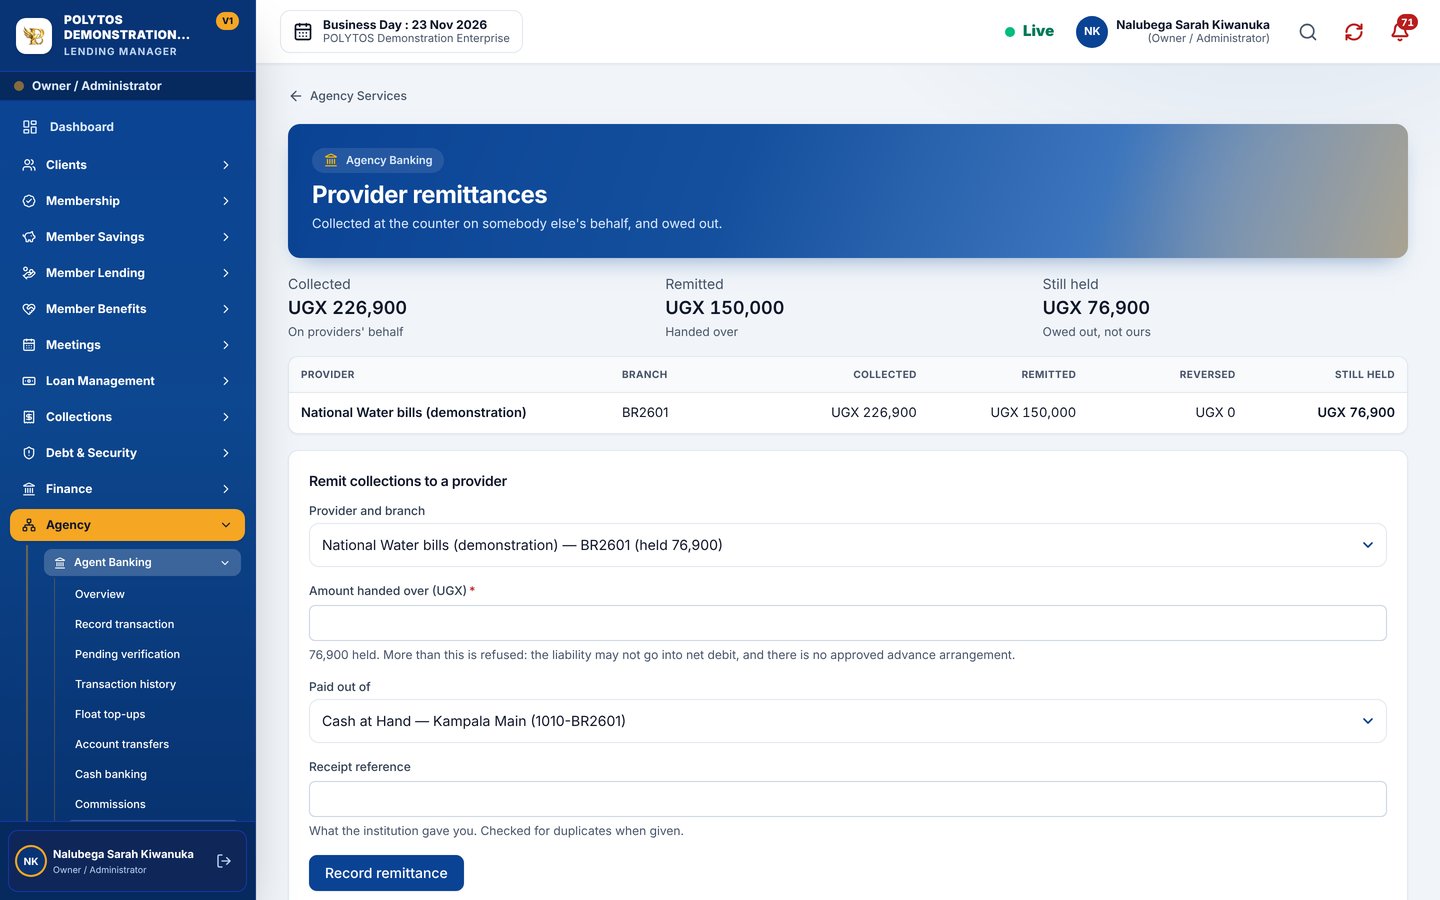 POLYTOS
DEMONSTRATION...
LENDING MANAGER
V1
Owner / Administrator
Dashboard
Clients
Membership
Member Savings
Member Lending
Member Benefits
Meetings
Loan Management
Collections
Debt & Security
Finance
Agency
Agent Banking
Overview
Record transaction
Pending verification
Transaction history
Float top-ups
Account transfers
Cash banking
Commissions
NK
Nalubega Sarah Kiwanuka
Owner / Administrator
Business Day : 23 Nov 2026
POLYTOS Demonstration Enterprise
Live
NK
Nalubega Sarah Kiwanuka
(Owner / Administrator)
71
Agency Services
Agency Banking
Provider remittances
Collected at the counter on somebody else's behalf, and owed out.
Collected
UGX 226,900
On providers' behalf
Remitted
UGX 150,000
Handed over
Still held
UGX 76,900
Owed out, not ours
PROVIDER BRANCH COLLECTED REMITTED REVERSED STILL HELD
National Water bills (demonstration) BR2601 UGX 226,900 UGX 150,000 UGX 0 UGX 76,900
Remit collections to a provider
Provider and branch
National Water bills (demonstration) — BR2601 (held 76,900)
Amount handed over (UGX) *
76,900 held. More than this is refused: the liability may not go into net debit, and there is no approved advance arrangement.
Paid out of
Cash at Hand — Kampala Main (1010-BR2601)
Receipt reference
What the institution gave you. Checked for duplicates when given.
Record remittance